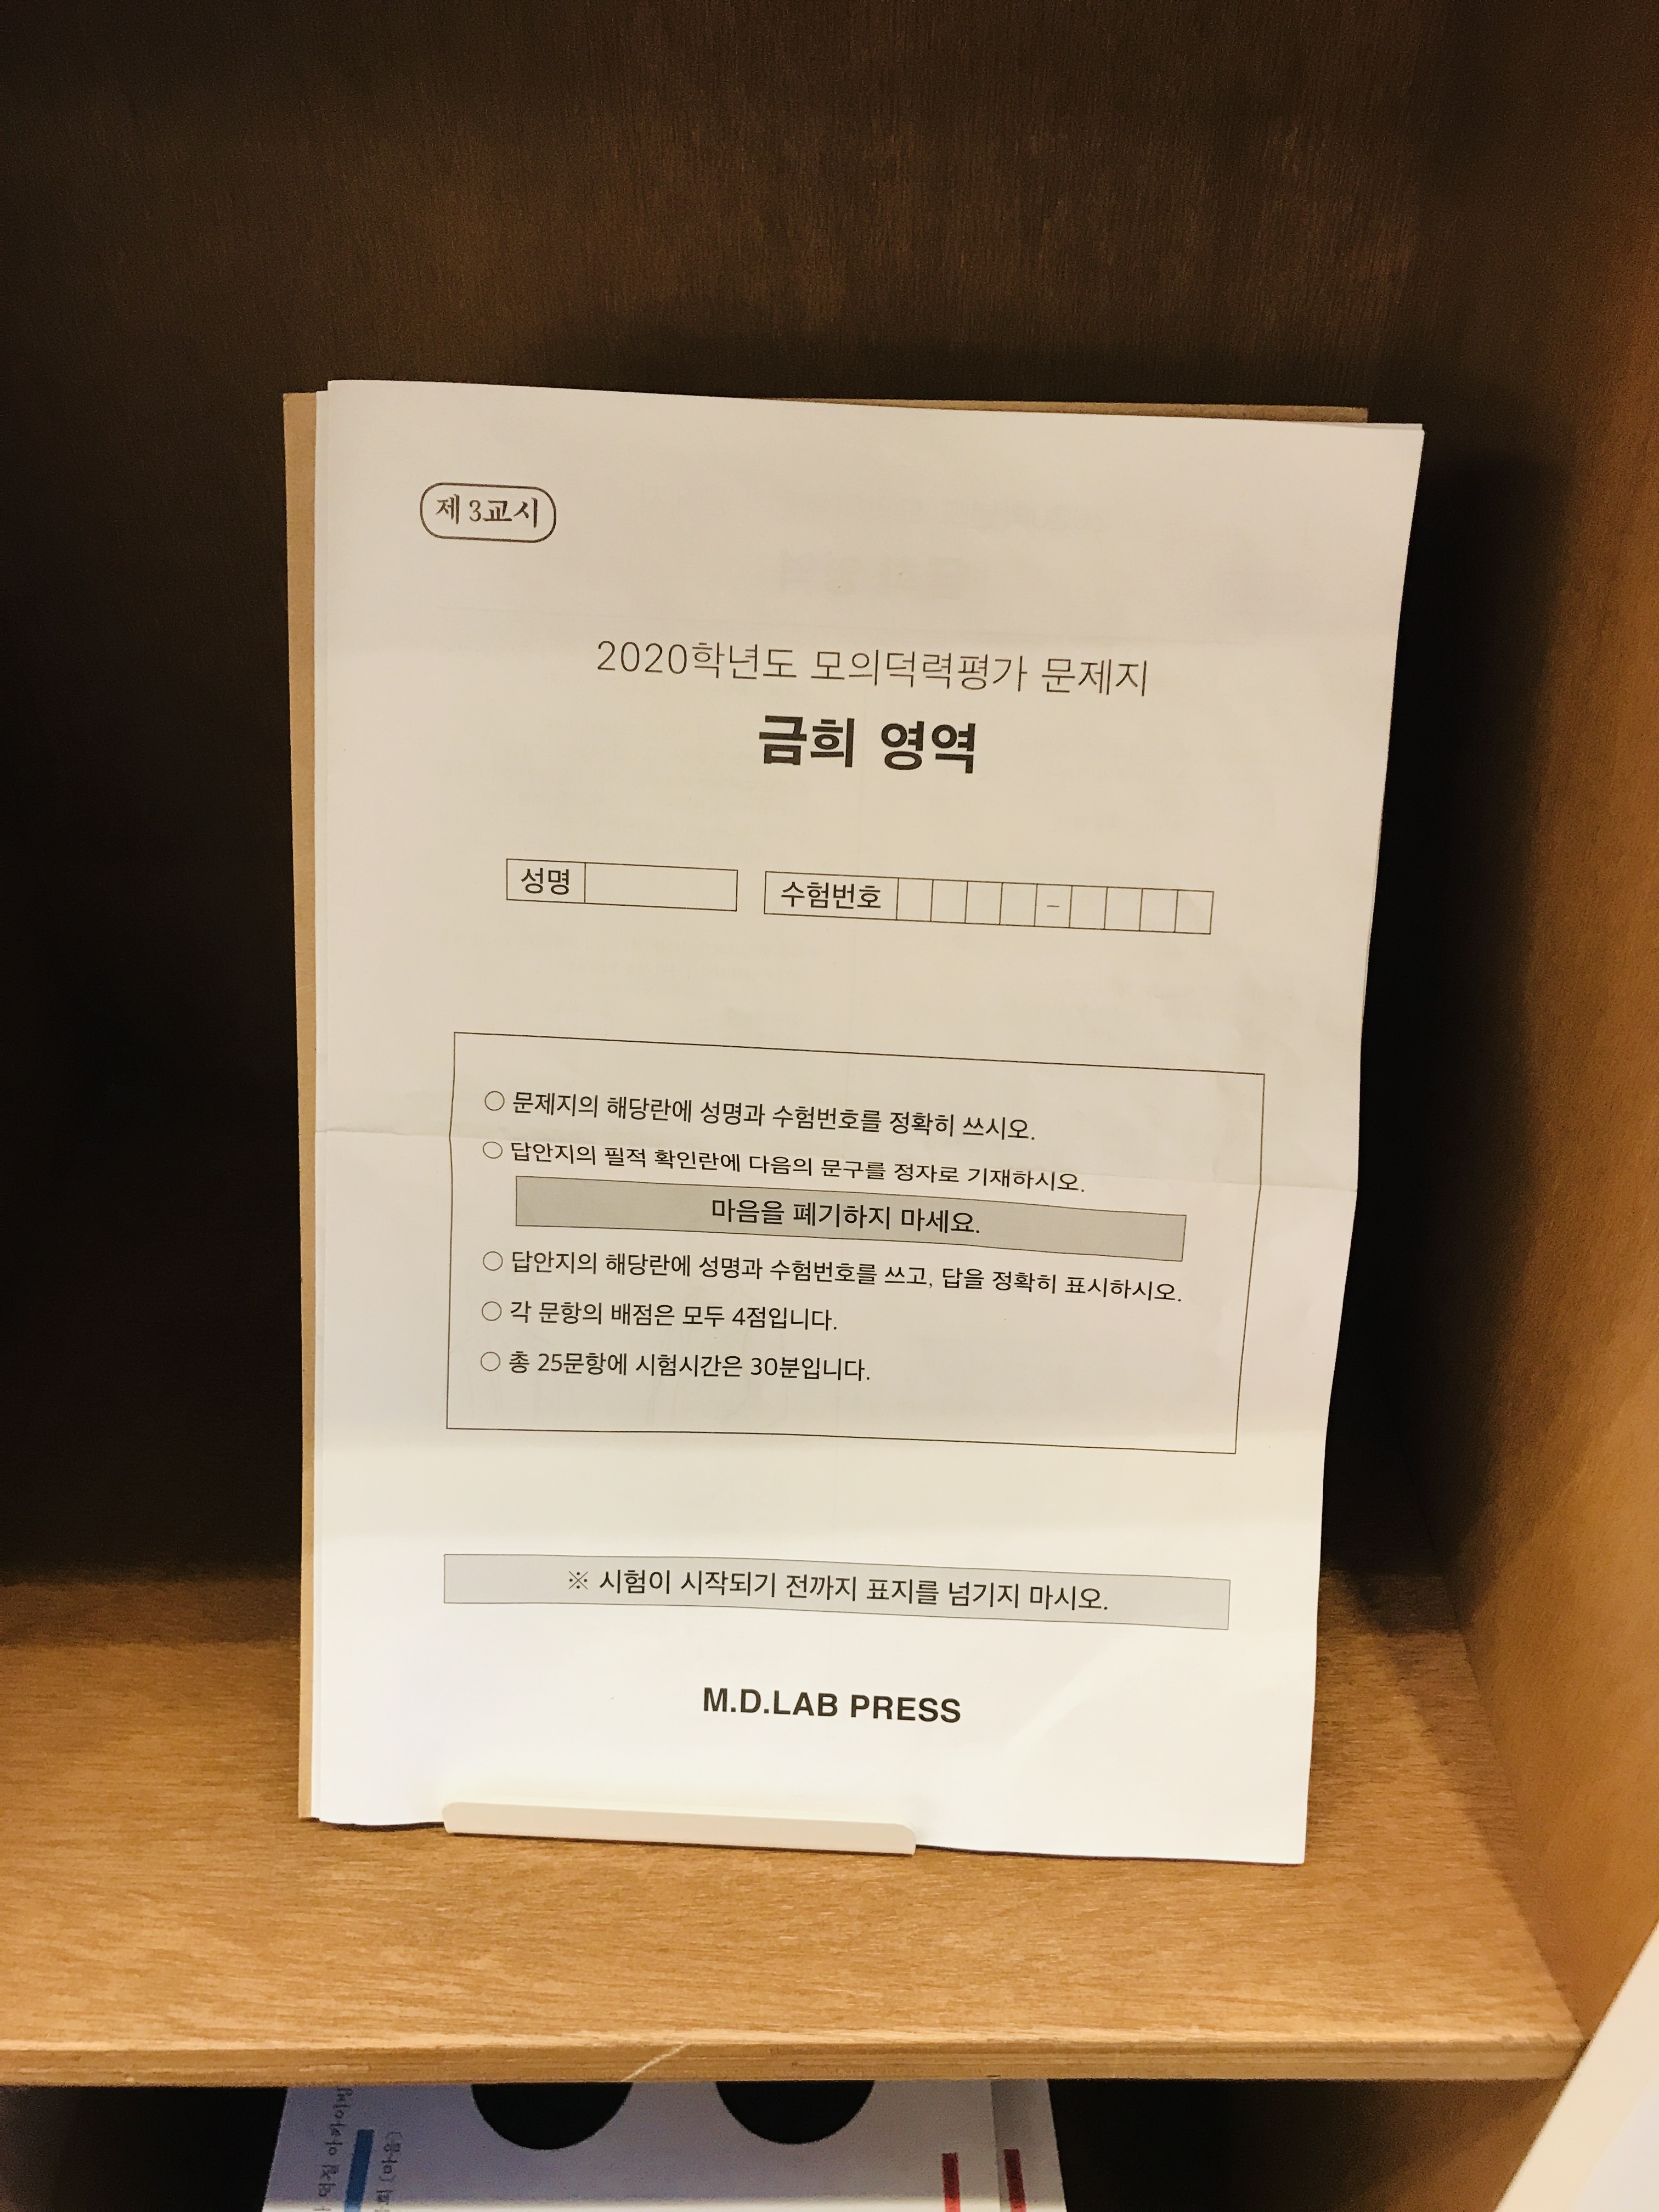 제 3교시
2020학년도 모의덕력평가 문제지
금희 영역
성명
수험번호 –
○ 문제지의 해당란에 성명과 수험번호를 정확히 쓰시오.
○ 답안지의 필적 확인란에 다음의 문구를 정자로 기재하시오.
마음을 폐기하지 마세요.
○ 답안지의 해당란에 성명과 수험번호를 쓰고, 답을 정확히 표시하시오.
○ 각 문항의 배점은 모두 4점입니다.
○ 총 25문항에 시험시간은 30분입니다.
※ 시험이 시작되기 전까지 표지를 넘기지 마시오.
M.D.LAB PRESS